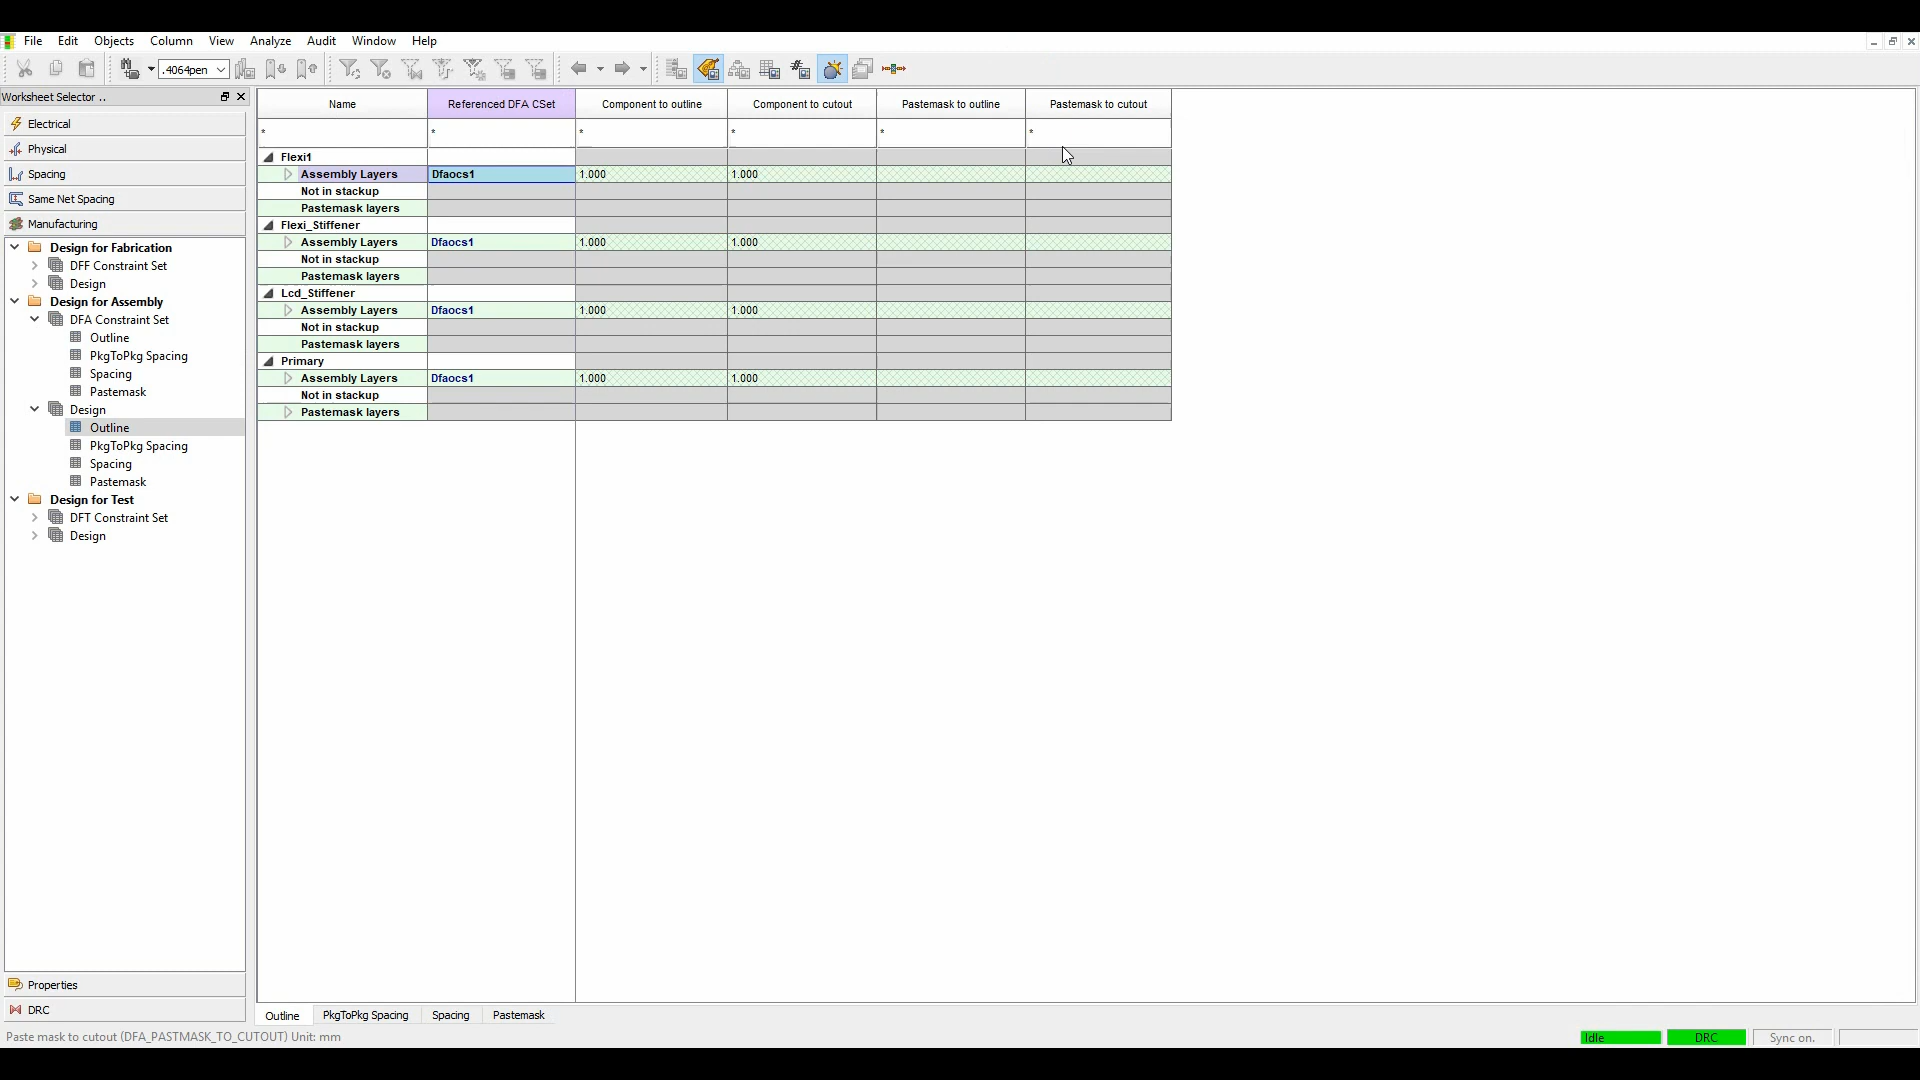 File Edit Objects Column View Analyze Audit Window Help
.4064pen
Worksheet Selector ..
Electrical
Physical
Spacing
Same Net Spacing
Manufacturing
Design for Fabrication
DFF Constraint Set
Design
Design for Assembly
DFA Constraint Set
Outline
PkgToPkg Spacing
Spacing
Pastemask
Design
Outline
PkgToPkg Spacing
Spacing
Pastemask
Design for Test
DFT Constraint Set
Design
Properties
DRC
Name Referenced DFA CSet Component to outline Component to cutout Pastemask to outline Pastemask to cutout
* * * * * *
Flexi1
Assembly Layers Dfaocs1 1.000 1.000
Not in stackup
Pastemask layers
Flexi_Stiffener
Assembly Layers Dfaocs1 1.000 1.000
Not in stackup
Pastemask layers
Lcd_Stiffener
Assembly Layers Dfaocs1 1.000 1.000
Not in stackup
Pastemask layers
Primary
Assembly Layers Dfaocs1 1.000 1.000
Not in stackup
Pastemask layers
Outline PkgToPkg Spacing Spacing Pastemask
Paste mask to cutout (DFA_PASTMASK_TO_CUTOUT) Unit: mm
Idle DRC Sync on.